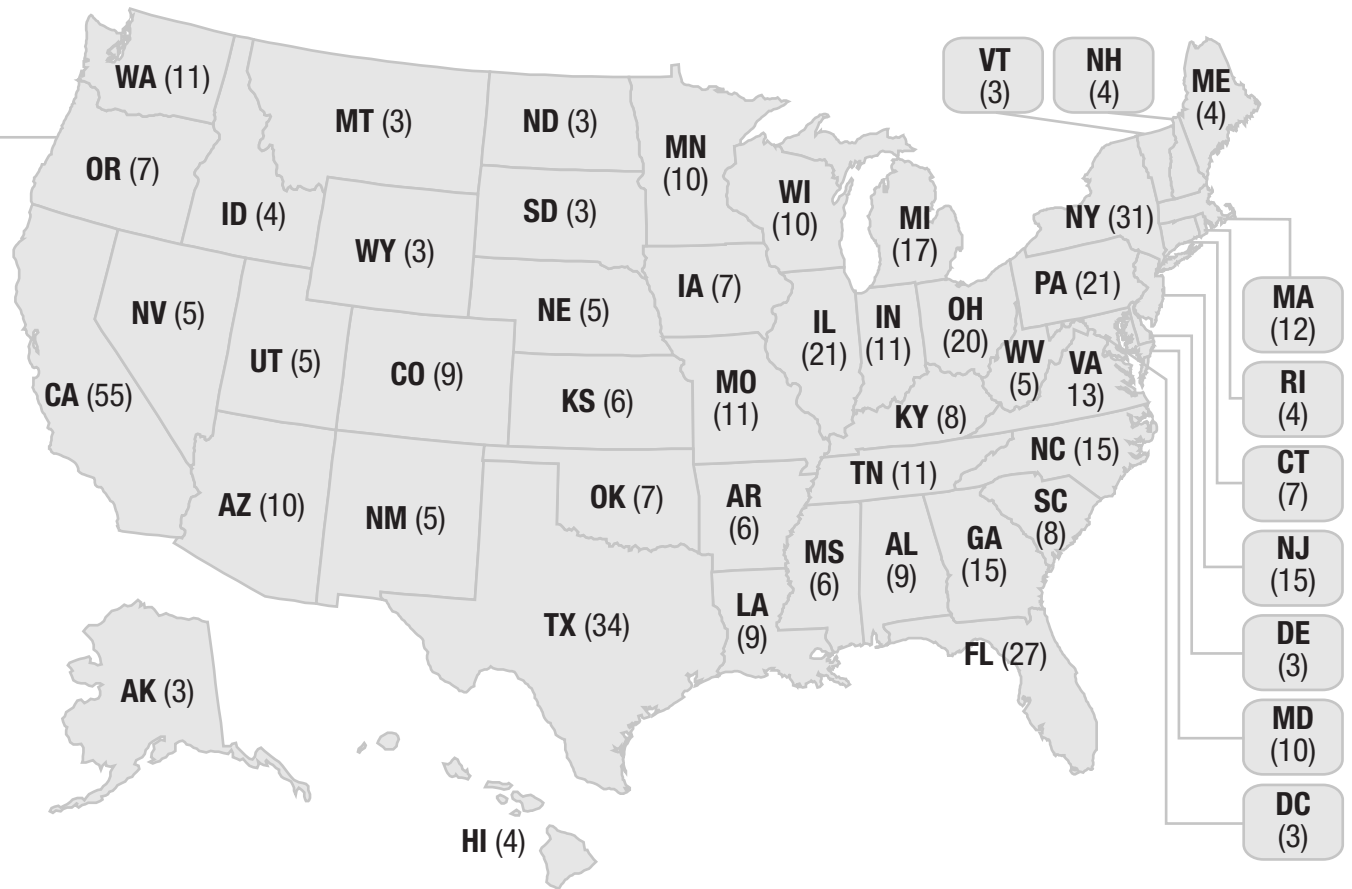 WA (11)
OR (7)
CA (55)
NV (5)
ID (4)
MT (3)
WY (3)
UT (5)
CO (9)
AZ (10)
NM (5)
ND (3)
SD (3)
NE (5)
KS (6)
OK (7)
TX (34)
MN
(10)
IA (7)
MO
(11)
AR
(6)
LA
(9)
WI
(10)
IL
(21)
MI
(17)
IN
(11)
OH
(20)
KY (8)
TN (11)
MS
(6)
AL
(9)
GA
(15)
FL (27)
SC
(8)
NC (15)
WV
(5)
VA
13)
PA (21)
NY (31)
VT
(3)
NH
(4)
ME
(4)
MA
(12)
RI
(4)
CT
(7)
NJ
(15)
DE
(3)
MD
(10)
DC
(3)
AK (3)
HI (4)